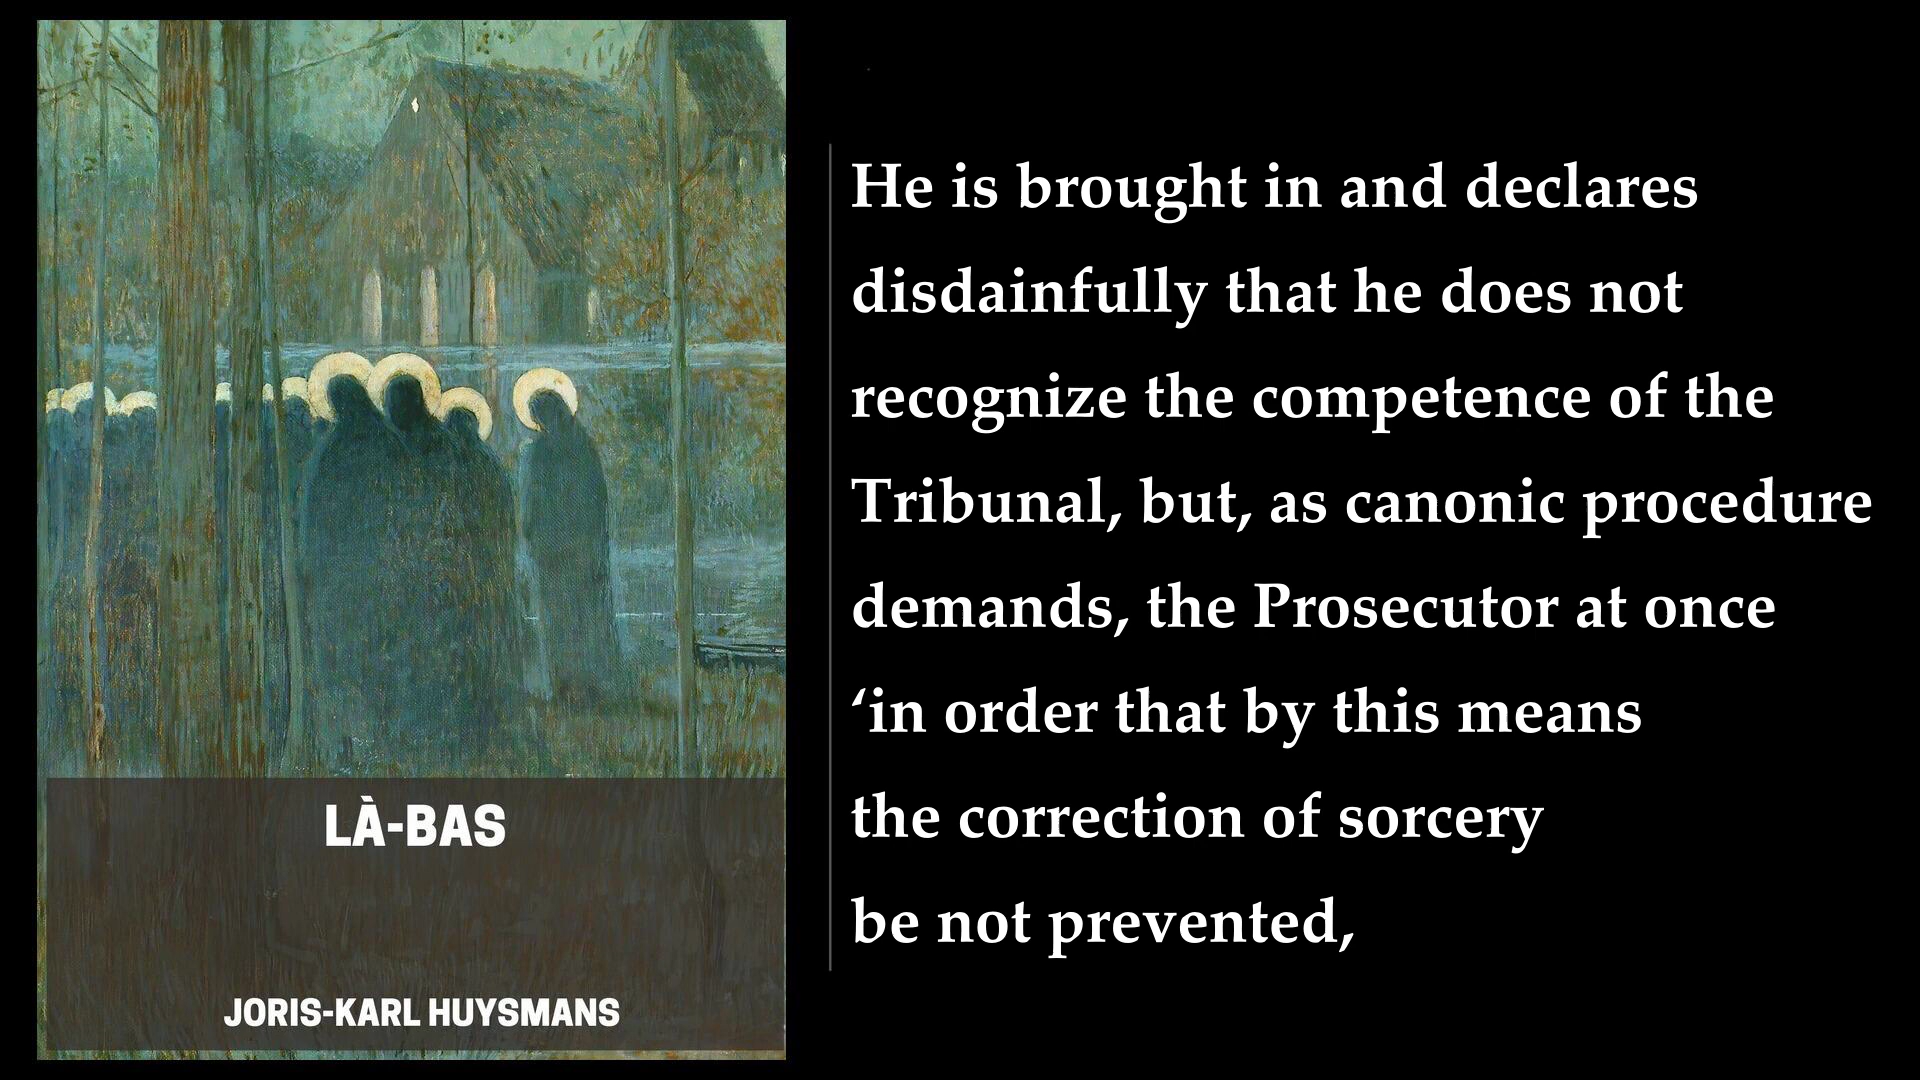 LÀ-BAS
JORIS-KARL HUYSMANS
He is brought in and declares
disdainfully that he does not
recognize the competence of the
Tribunal, but, as canonic procedure
demands, the Prosecutor at once
‘in order that by this means
the correction of sorcery
be not prevented,